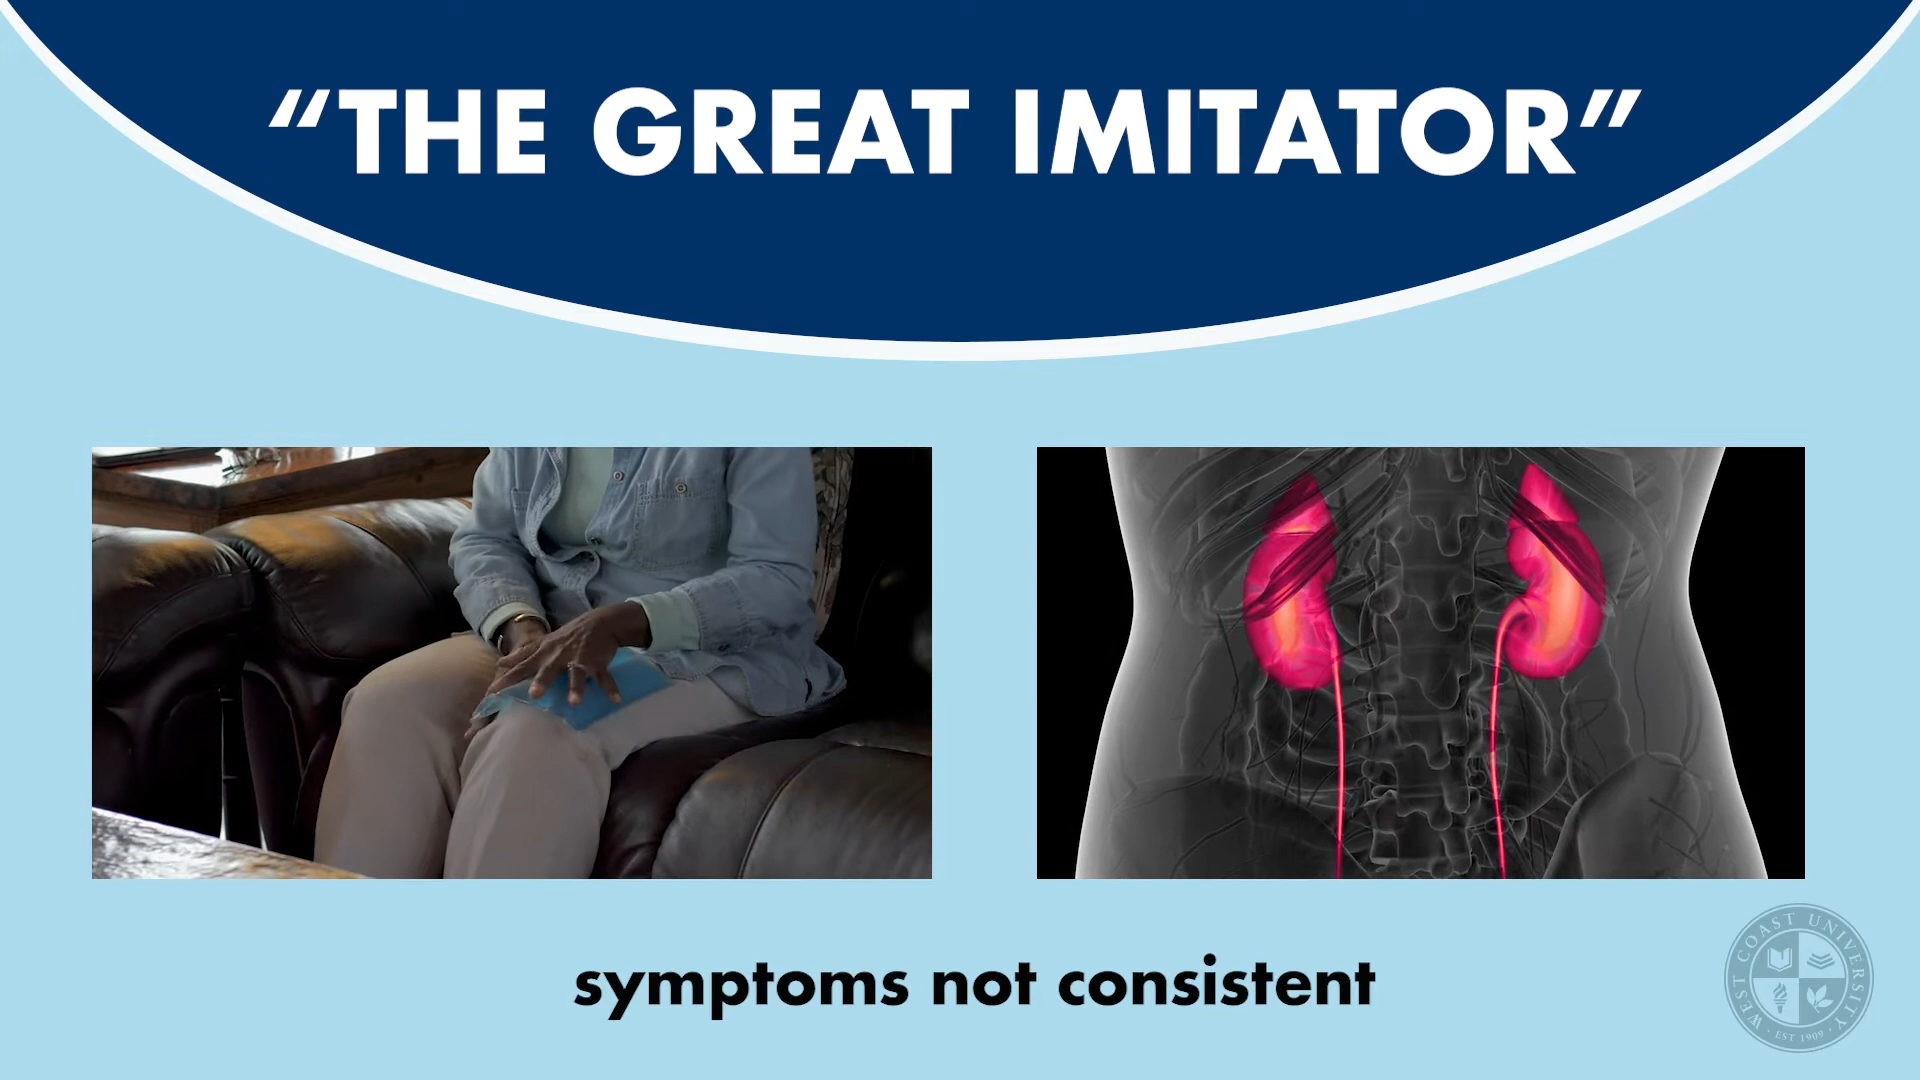 “THE GREAT IMITATOR”
symptoms not consistent
WEST COAST UNIVERSITY
· EST 1909 ·